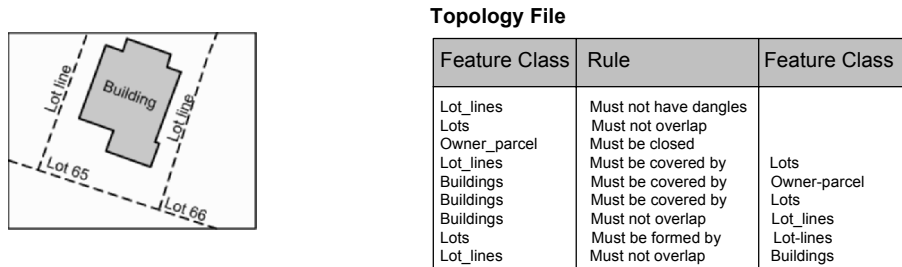 Topology File
Lot line
Building
Lot line
Lot 65
Lot 66
Feature Class Rule Feature Class
Lot_lines Must not have dangles
Lots Must not overlap
Owner_parcel Must be closed
Lot_lines Must be covered by Lots
Buildings Must be covered by Owner-parcel
Buildings Must be covered by Lots
Buildings Must not overlap Lot_lines
Lots Must be formed by Lot-lines
Lot_lines Must not overlap Buildings